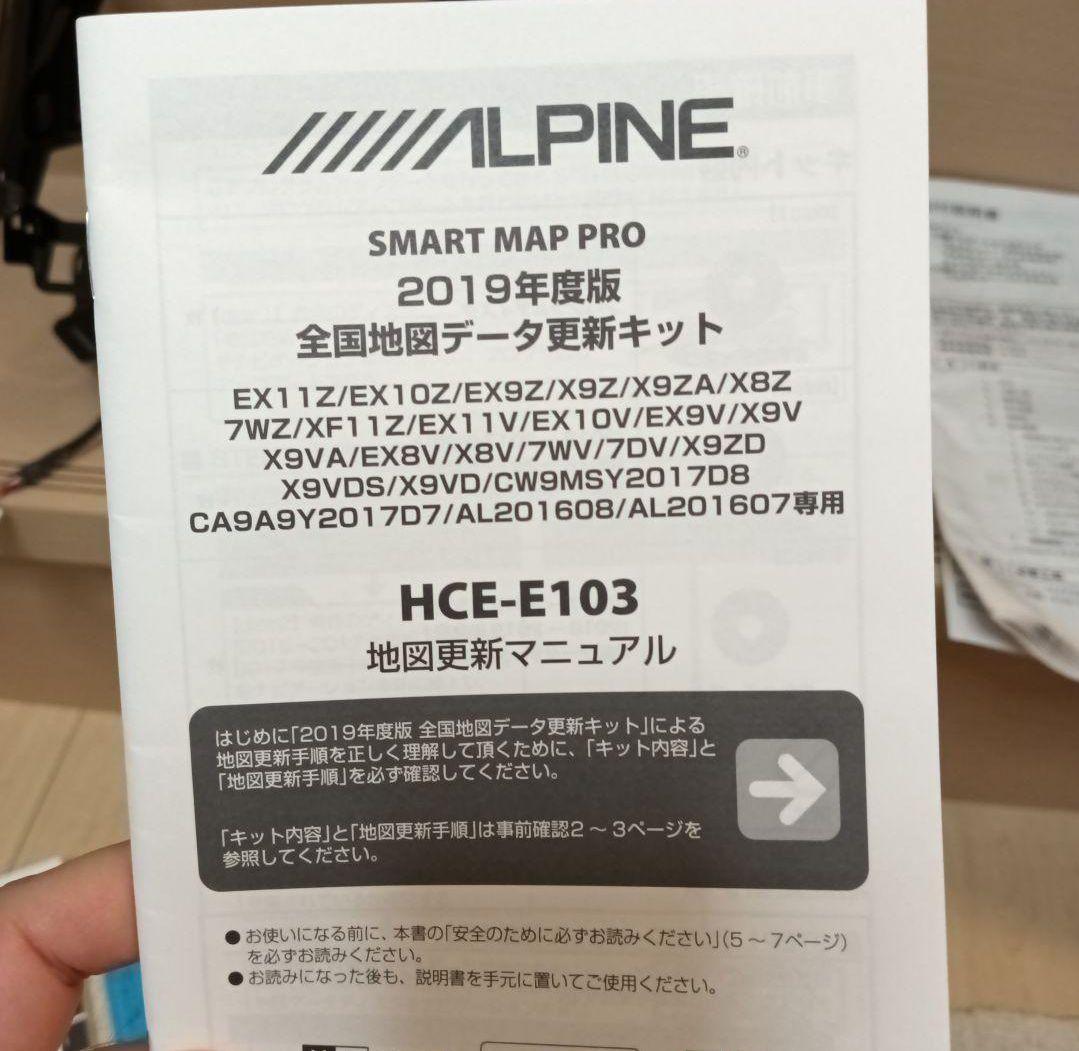 ALPINE®
SMART MAP PRO
2019年度版
全国地図データ更新キット
EX11Z/EX10Z/EX9Z/X9Z/X9ZA/X8Z
7WZ/XF11Z/EX11V/EX10V/EX9V/X9V
X9VA/EX8V/X8V/7WV/7DV/X9ZD
X9VDS/X9VD/CW9MSY2017D8
CA9A9Y2017D7/AL201608/AL201607専用
HCE-E103
地図更新マニュアル
はじめに「2019年度版 全国地図データ更新キット」による
地図更新手順を正しく理解して頂くために、「キット内容」と
「地図更新手順」を必ず確認してください。
「キット内容」と「地図更新手順」は事前確認2 ～ 3ページを
参照してください。
● お使いになる前に、本書の「安全のために必ずお読みください」(5 ～ 7ページ)
を必ずお読みください。
● お読みになった後も、説明書を手元に置いてご使用ください。